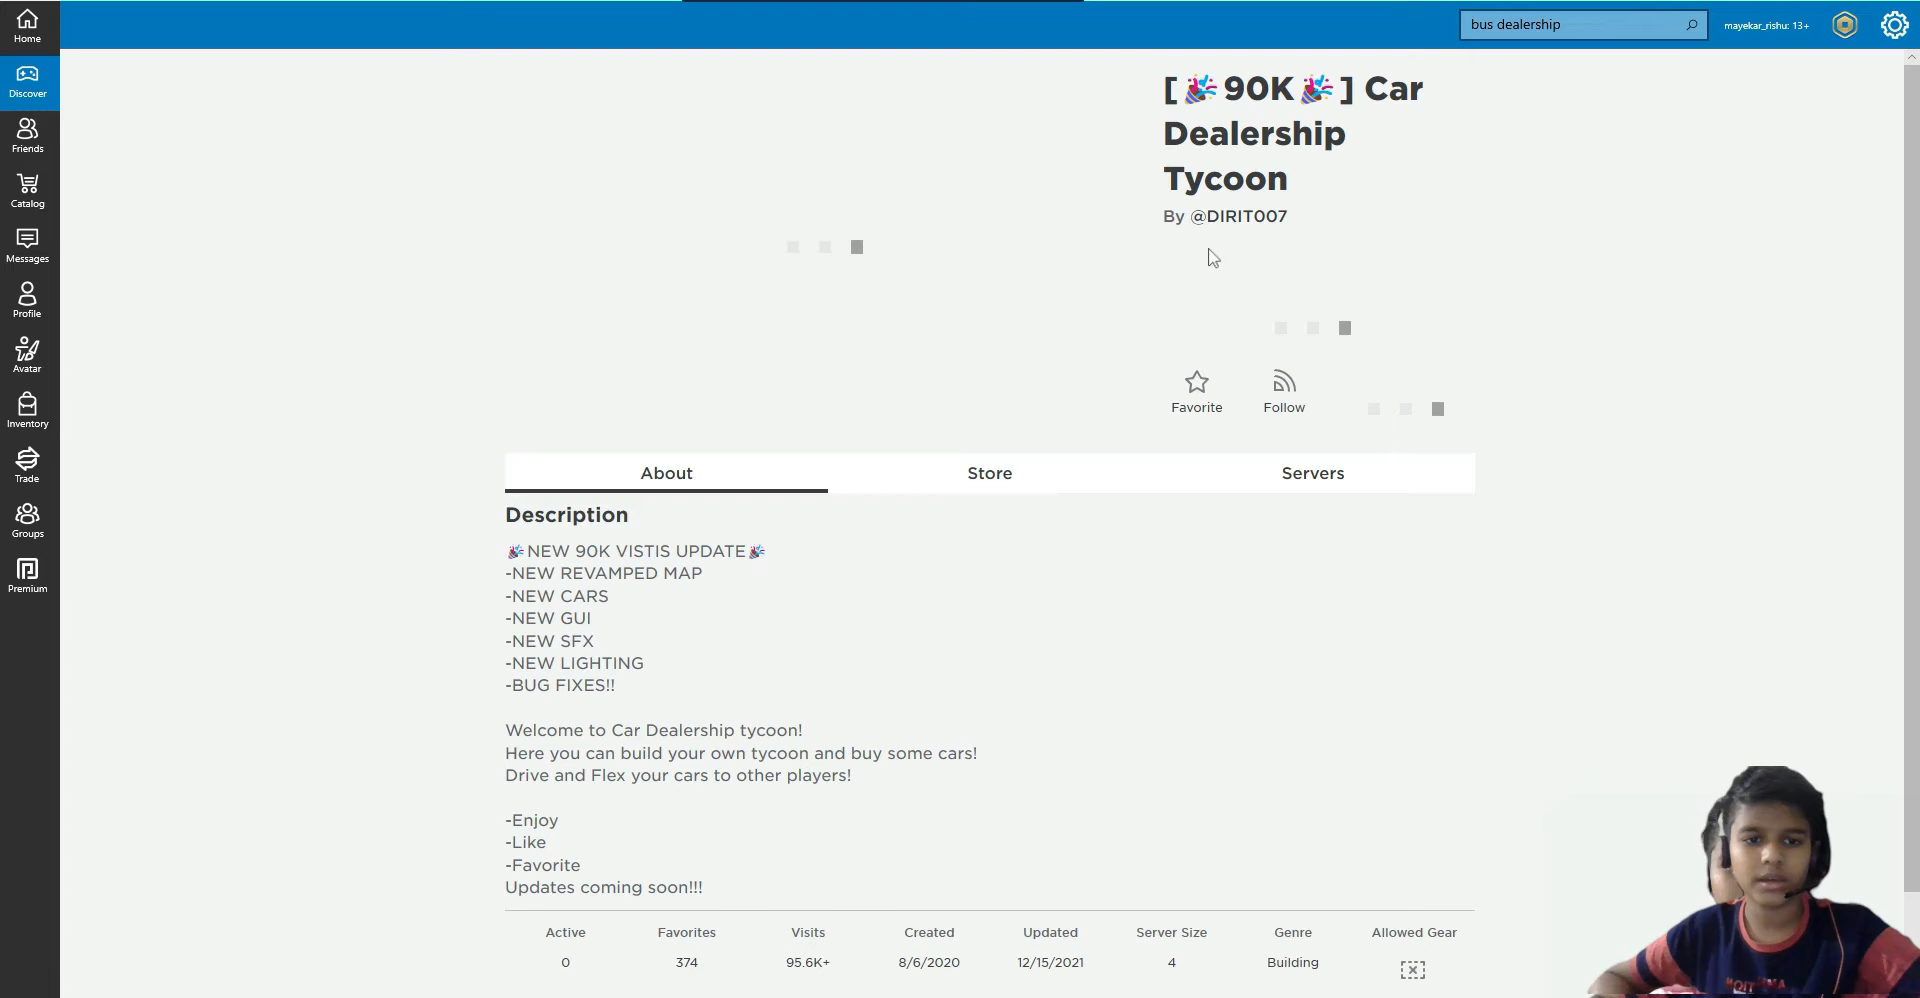 Home
Discover
Friends
Catalog
Messages
Profile
Avatar
Inventory
Trade
Groups
Premium
bus dealership
mayekar_rishu: 13+
[🎉90K🎉] Car
Dealership
Tycoon
By @DIRIT007
Favorite
Follow
About Store Servers
Description
🎉NEW 90K VISTIS UPDATE🎉
-NEW REVAMPED MAP
-NEW CARS
-NEW GUI
-NEW SFX
-NEW LIGHTING
-BUG FIXES!!
Welcome to Car Dealership tycoon!
Here you can build your own tycoon and buy some cars!
Drive and Flex your cars to other players!
-Enjoy
-Like
-Favorite
Updates coming soon!!!
Active Favorites Visits Created Updated Server Size Genre Allowed Gear
0 374 95.6K+ 8/6/2020 12/15/2021 4 Building